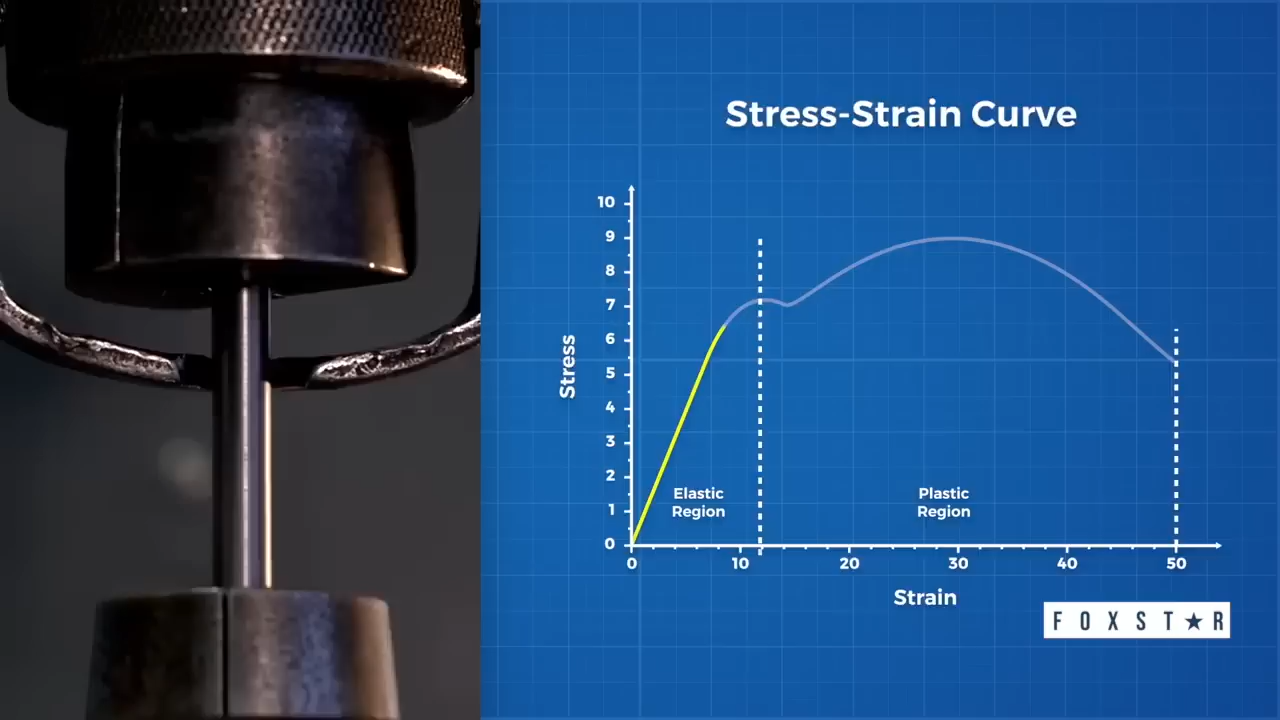 Stress-Strain Curve
10
9
8
7
6
5
4
3
2
1
0
Stress
Elastic
Region
Plastic
Region
0 10 20 30 40 50
Strain
FOXST★R